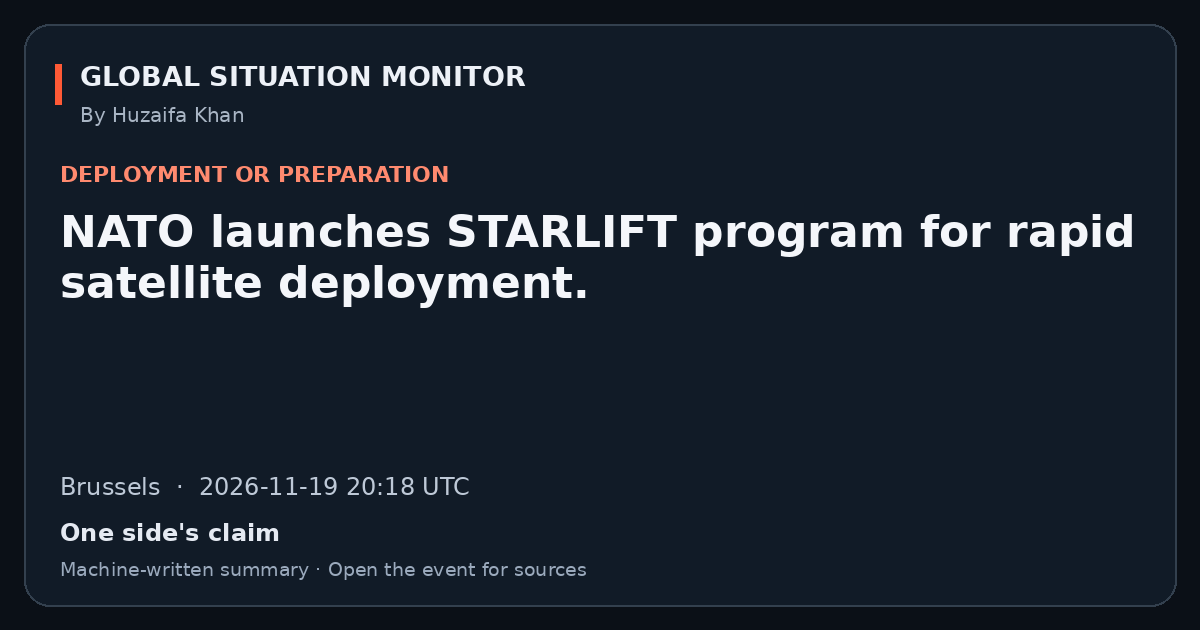 GLOBAL SITUATION MONITOR
By Huzaifa Khan
DEPLOYMENT OR PREPARATION
NATO launches STARLIFT program for rapid
satellite deployment.
Brussels · 2026-11-19 20:18 UTC
One side's claim
Machine-written summary · Open the event for sources